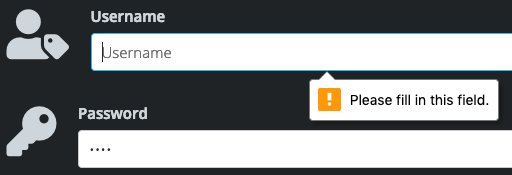 Username
Username
Please fill in this field.
Password
••••